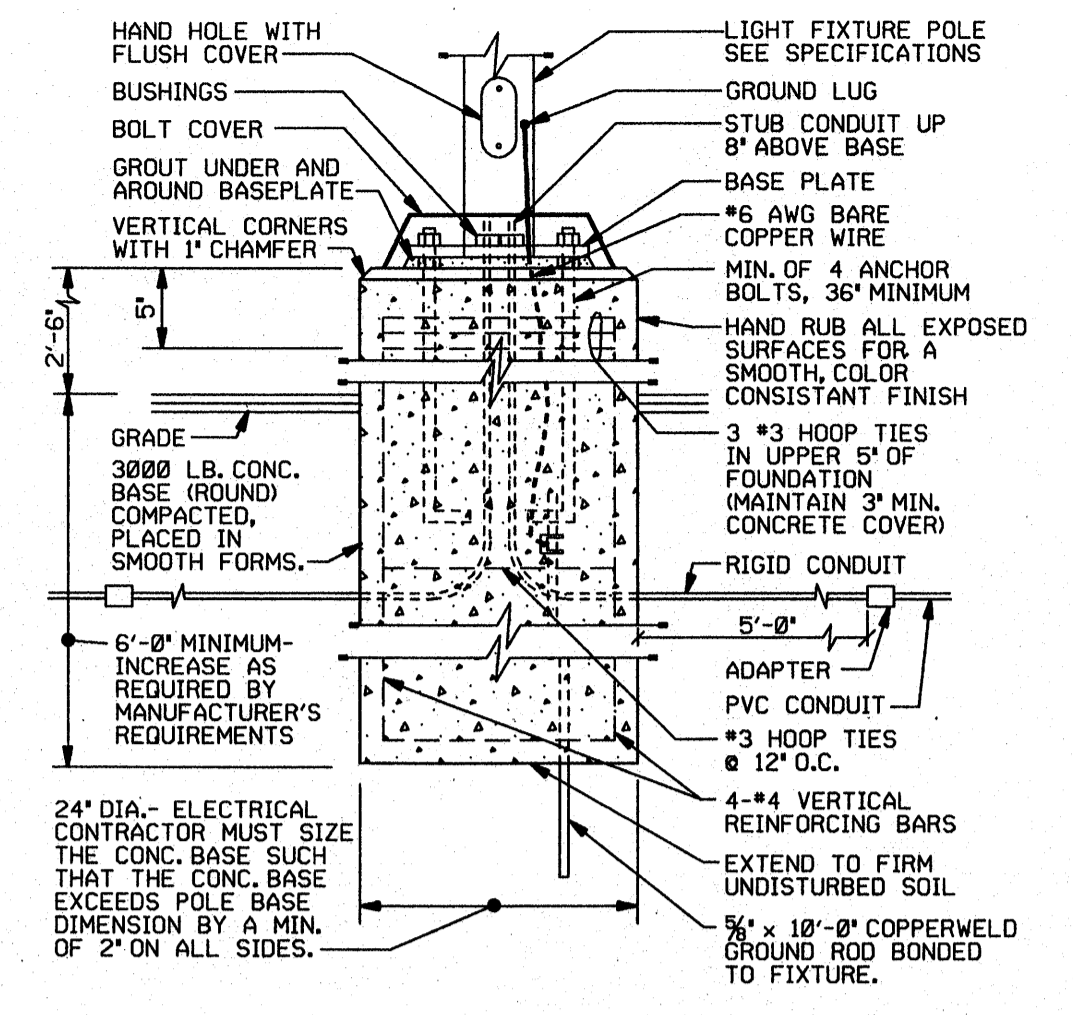 HAND HOLE WITH
FLUSH COVER
BUSHINGS
BOLT COVER
GROUT UNDER AND
AROUND BASEPLATE
VERTICAL CORNERS
WITH 1" CHAMFER
2'-6"
5"
GRADE
3000 LB. CONC.
BASE (ROUND)
COMPACTED,
PLACED IN
SMOOTH FORMS.
6'-0" MINIMUM-
INCREASE AS
REQUIRED BY
MANUFACTURER'S
REQUIREMENTS
24" DIA.- ELECTRICAL
CONTRACTOR MUST SIZE
THE CONC. BASE SUCH
THAT THE CONC. BASE
EXCEEDS POLE BASE
DIMENSION BY A MIN.
OF 2" ON ALL SIDES.
LIGHT FIXTURE POLE
SEE SPECIFICATIONS
GROUND LUG
STUB CONDUIT UP
8" ABOVE BASE
BASE PLATE
#6 AWG BARE
COPPER WIRE
MIN. OF 4 ANCHOR
BOLTS, 36" MINIMUM
HAND RUB ALL EXPOSED
SURFACES FOR A
SMOOTH, COLOR
CONSISTANT FINISH
3 #3 HOOP TIES
IN UPPER 5" OF
FOUNDATION
(MAINTAIN 3" MIN.
CONCRETE COVER)
RIGID CONDUIT
5'-0"
ADAPTER
PVC CONDUIT
#3 HOOP TIES
@ 12" O.C.
4-#4 VERTICAL
REINFORCING BARS
EXTEND TO FIRM
UNDISTURBED SOIL
5/8" x 10'-0" COPPERWELD
GROUND ROD BONDED
TO FIXTURE.